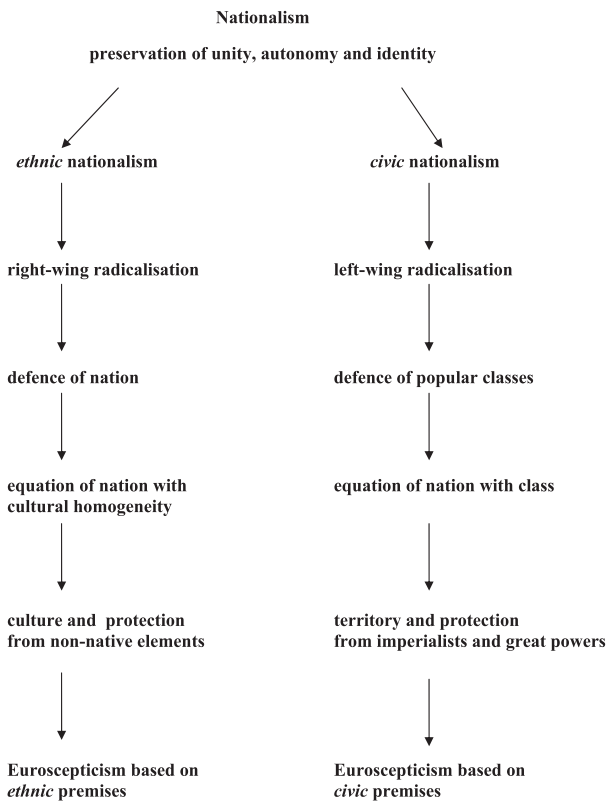 Nationalism
preservation of unity, autonomy and identity
ethnic nationalism
right-wing radicalisation
defence of nation
equation of nation with
cultural homogeneity
culture and protection
from non-native elements
Euroscepticism based on
ethnic premises
civic nationalism
left-wing radicalisation
defence of popular classes
equation of nation with class
territory and protection
from imperialists and great powers
Euroscepticism based on
civic premises